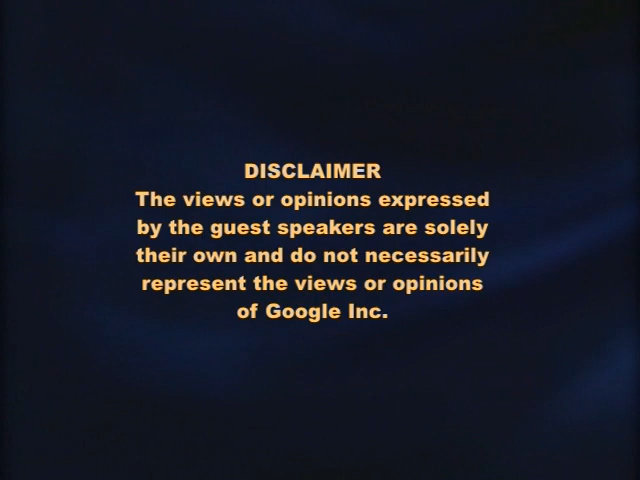 DISCLAIMER
The views or opinions expressed
by the guest speakers are solely
their own and do not necessarily
represent the views or opinions
of Google Inc.